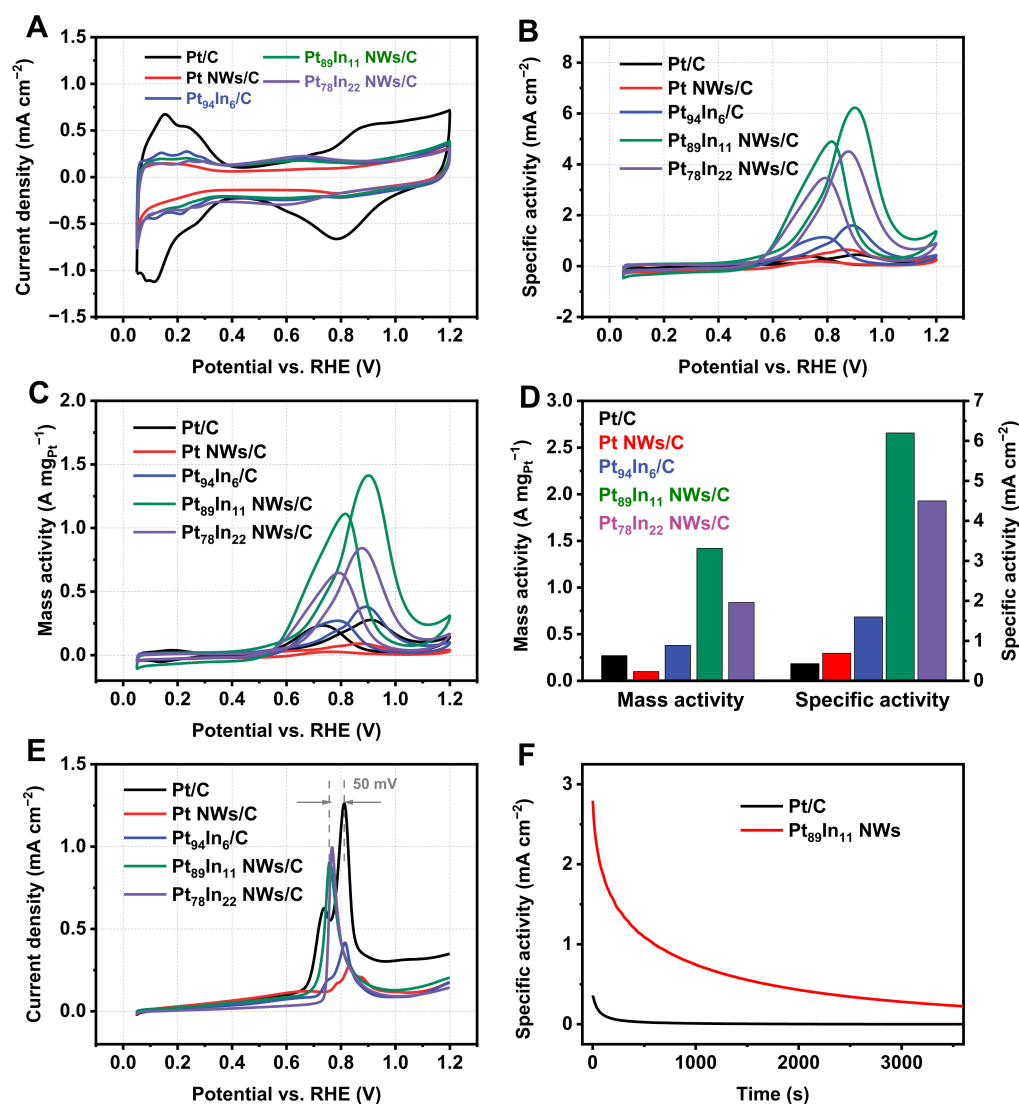 A
Current density (mA cm⁻²)
1.5
1.0
0.5
0.0
−0.5
−1.0
−1.5
Pt/C
Pt NWs/C
Pt₉₄In₆/C
Pt₈₉In₁₁ NWs/C
Pt₇₈In₂₂ NWs/C
0.0 0.2 0.4 0.6 0.8 1.0 1.2
Potential vs. RHE (V)
B
Specific activity (mA cm⁻²)
8
6
4
2
0
-2
Pt/C
Pt NWs/C
Pt₉₄In₆/C
Pt₈₉In₁₁ NWs/C
Pt₇₈In₂₂ NWs/C
0.0 0.2 0.4 0.6 0.8 1.0 1.2
Potential vs. RHE (V)
C
Mass activity (A mg_Pt⁻¹)
2.0
1.5
1.0
0.5
0.0
Pt/C
Pt NWs/C
Pt₉₄In₆/C
Pt₈₉In₁₁ NWs/C
Pt₇₈In₂₂ NWs/C
0.0 0.2 0.4 0.6 0.8 1.0 1.2
Potential vs. RHE (V)
D
Mass activity (A mg_Pt⁻¹)
3.0
2.5
2.0
1.5
1.0
0.5
0.0
Pt/C
Pt NWs/C
Pt₉₄In₆/C
Pt₈₉In₁₁ NWs/C
Pt₇₈In₂₂ NWs/C
7
6
5
4
3
2
1
0
Specific activity (mA cm⁻²)
Mass activity Specific activity
E
Current density (mA cm⁻²)
1.5
1.0
0.5
0.0
Pt/C
Pt NWs/C
Pt₉₄In₆/C
Pt₈₉In₁₁ NWs/C
Pt₇₈In₂₂ NWs/C
50 mV
0.0 0.2 0.4 0.6 0.8 1.0 1.2
Potential vs. RHE (V)
F
Specific activity (mA cm⁻²)
3
2
1
0
Pt/C
Pt₈₉In₁₁ NWs
0 1000 2000 3000
Time (s)